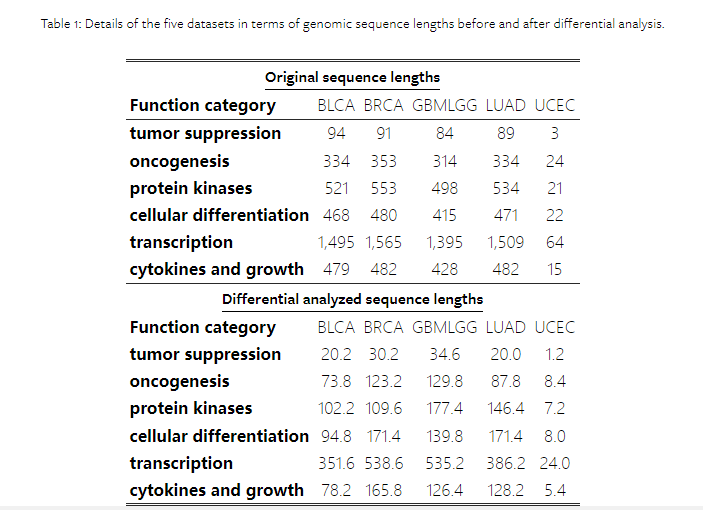 Table 1: Details of the five datasets in terms of genomic sequence lengths before and after differential analysis.
Original sequence lengths
Function category BLCA BRCA GBMLGG LUAD UCEC
tumor suppression 94 91 84 89 3
oncogenesis 334 353 314 334 24
protein kinases 521 553 498 534 21
cellular differentiation 468 480 415 471 22
transcription 1,495 1,565 1,395 1,509 64
cytokines and growth 479 482 428 482 15
Differential analyzed sequence lengths
Function category BLCA BRCA GBMLGG LUAD UCEC
tumor suppression 20.2 30.2 34.6 20.0 1.2
oncogenesis 73.8 123.2 129.8 87.8 8.4
protein kinases 102.2 109.6 177.4 146.4 7.2
cellular differentiation 94.8 171.4 139.8 171.4 8.0
transcription 351.6 538.6 535.2 386.2 24.0
cytokines and growth 78.2 165.8 126.4 128.2 5.4